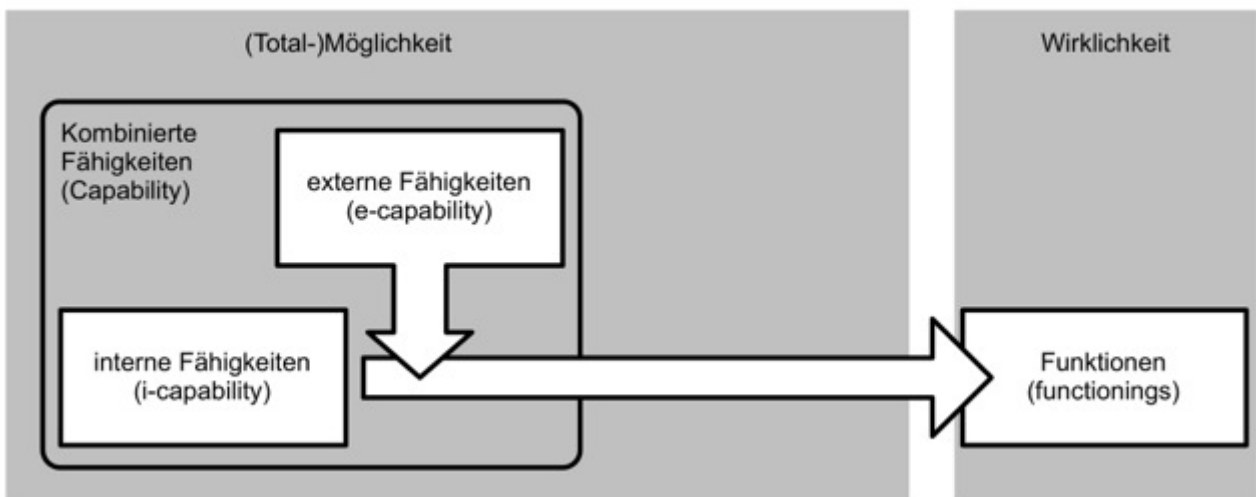 (Total-)Möglichkeit
Wirklichkeit
Kombinierte
Fähigkeiten
(Capability)
externe Fähigkeiten
(e-capability)
interne Fähigkeiten
(i-capability)
Funktionen
(functionings)